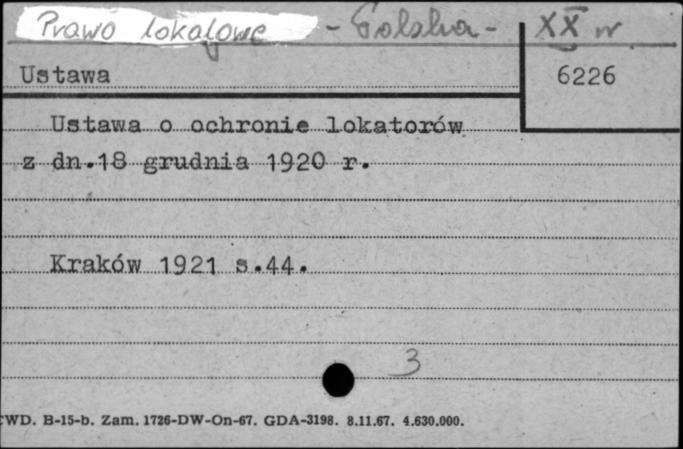 Prawo lokalowe - Polska - XX w
Ustawa
6226
Ustawa o ochronie lokatorów
z dn.18 grudnia 1920 r.
Kraków 1921 s.44.
3
CWD. B-15-b. Zam. 1726-DW-On-67. GDA-3198. 8.11.67. 4.630.000.